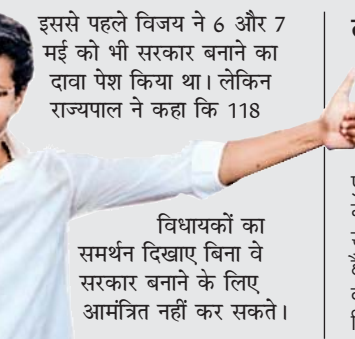 इससे पहले विजय ने 6 और 7
मई को भी सरकार बनाने का
दावा पेश किया था। लेकिन
राज्यपाल ने कहा कि 118
विधायकों का
समर्थन दिखाए बिना वे
सरकार बनाने के लिए
आमंत्रित नहीं कर सकते।